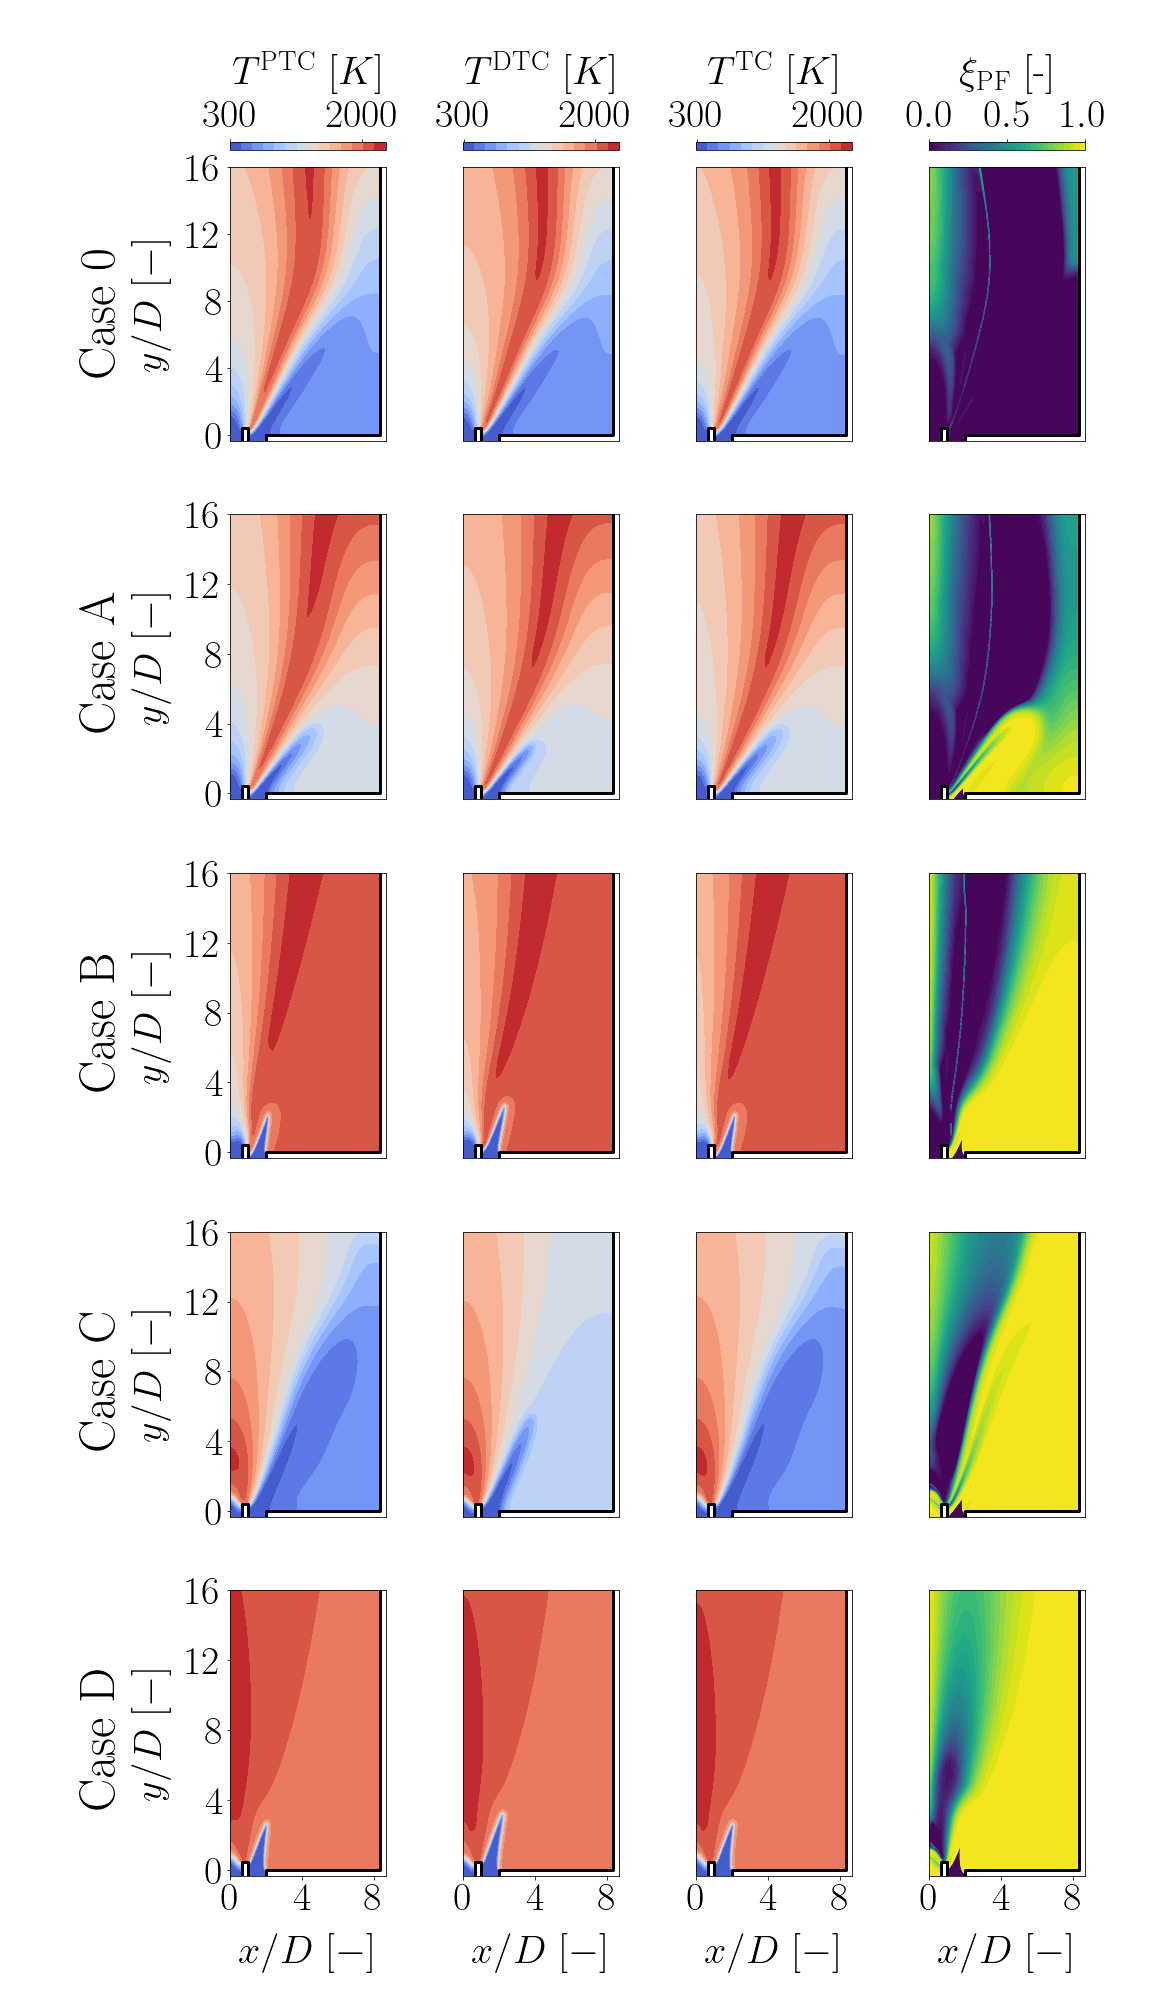 T^PTC [K] T^DTC [K] T^TC [K] ξ_PF [-]
300 2000 300 2000 300 2000 0.0 0.5 1.0
Case 0
y/D [−]
16
12
8
4
0
Case A
y/D [−]
16
12
8
4
0
Case B
y/D [−]
16
12
8
4
0
Case C
y/D [−]
16
12
8
4
0
Case D
y/D [−]
16
12
8
4
0
0 4 8 0 4 8 0 4 8 0 4 8
x/D [−] x/D [−] x/D [−] x/D [−]